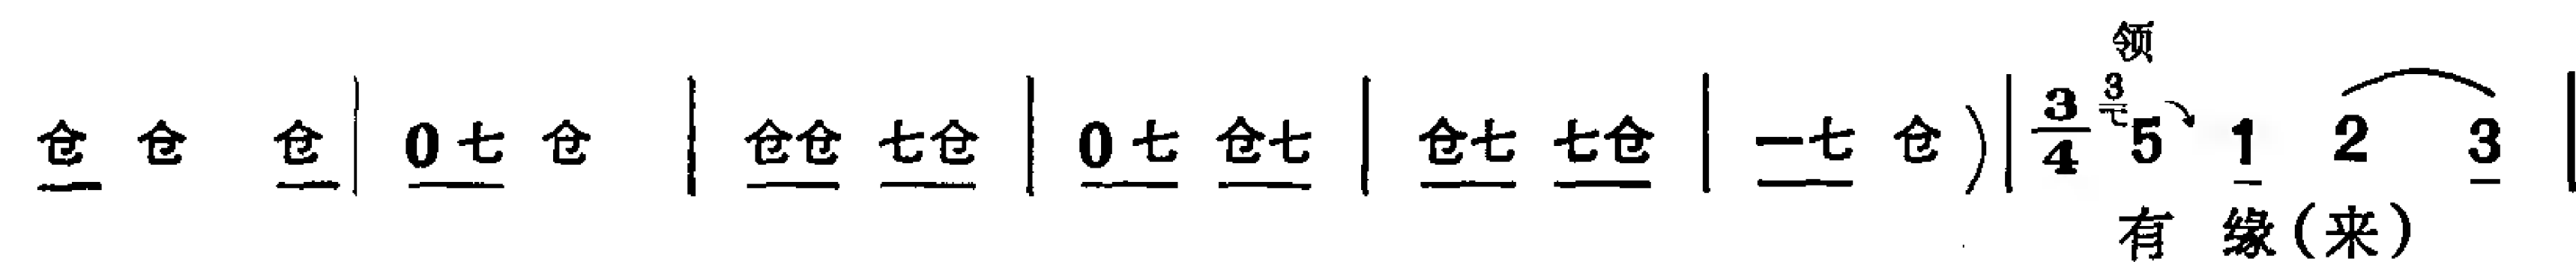 领
仓 仓 仓 | 0七 仓 | 仓仓 七仓 | 0七 仓七 | 仓七 七仓 | 一七 仓 ) | 3/4 3 5 1 2 3 |
有 缘(来)